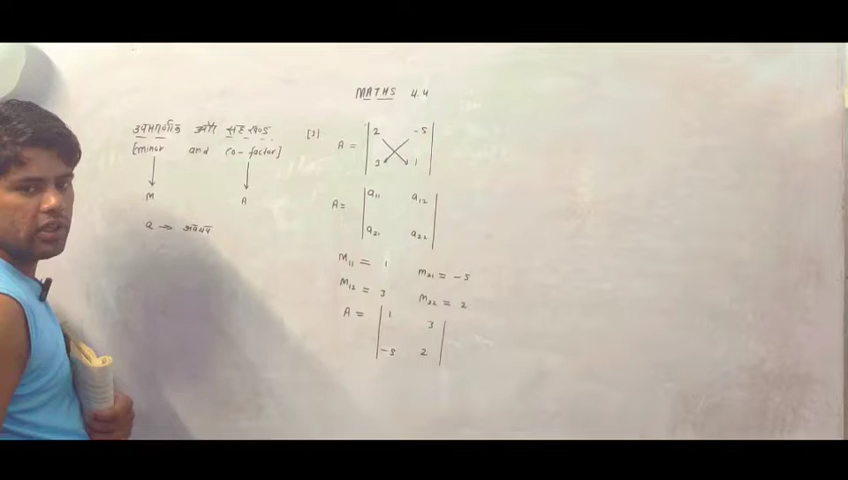 MATHS 4.4
उपसारणिक और सहखण्ड
[minor and co-factor]
M A
a → अवयव
[1]
A = | 2 -5 |
| 3 1 |
A = | a₁₁ a₁₂ |
| a₂₁ a₂₂ |
M₁₁ = 1
M₂₁ = -5
M₁₂ = 3
M₂₂ = 2
A = | 1 3 |
| -5 2 |